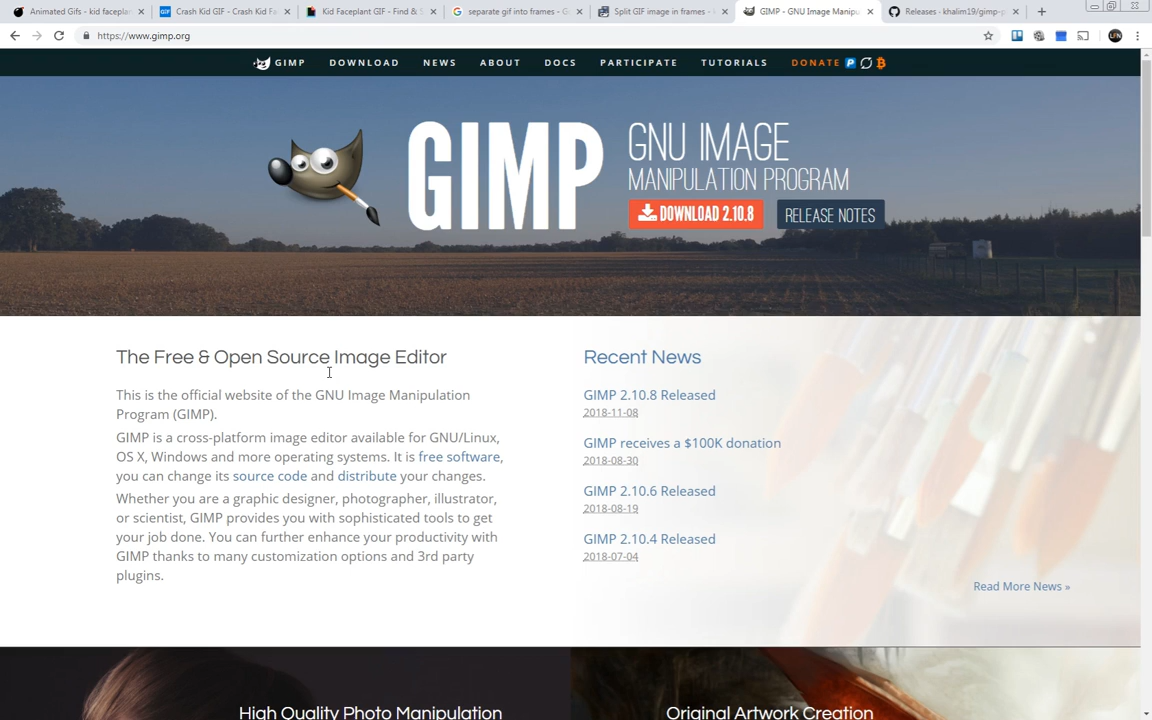 Animated Gifs - kid faceplan
Crash Kid GIF - Crash Kid Fa
Kid Faceplant GIF - Find & S
separate gif into frames - G
Split GIF image in frames -
GIMP - GNU Image Manipu
Releases · khalim19/gimp-p
https://www.gimp.org
GIMP
DOWNLOAD
NEWS
ABOUT
DOCS
PARTICIPATE
TUTORIALS
DONATE
GIMP
GNU IMAGE
MANIPULATION PROGRAM
DOWNLOAD 2.10.8
RELEASE NOTES
The Free & Open Source Image Editor
This is the official website of the GNU Image Manipulation
Program (GIMP).
GIMP is a cross-platform image editor available for GNU/Linux,
OS X, Windows and more operating systems. It is free software,
you can change its source code and distribute your changes.
Whether you are a graphic designer, photographer, illustrator,
or scientist, GIMP provides you with sophisticated tools to get
your job done. You can further enhance your productivity with
GIMP thanks to many customization options and 3rd party
plugins.
Recent News
GIMP 2.10.8 Released
2018-11-08
GIMP receives a $100K donation
2018-08-30
GIMP 2.10.6 Released
2018-08-19
GIMP 2.10.4 Released
2018-07-04
Read More News »
High Quality Photo Manipulation
Original Artwork Creation